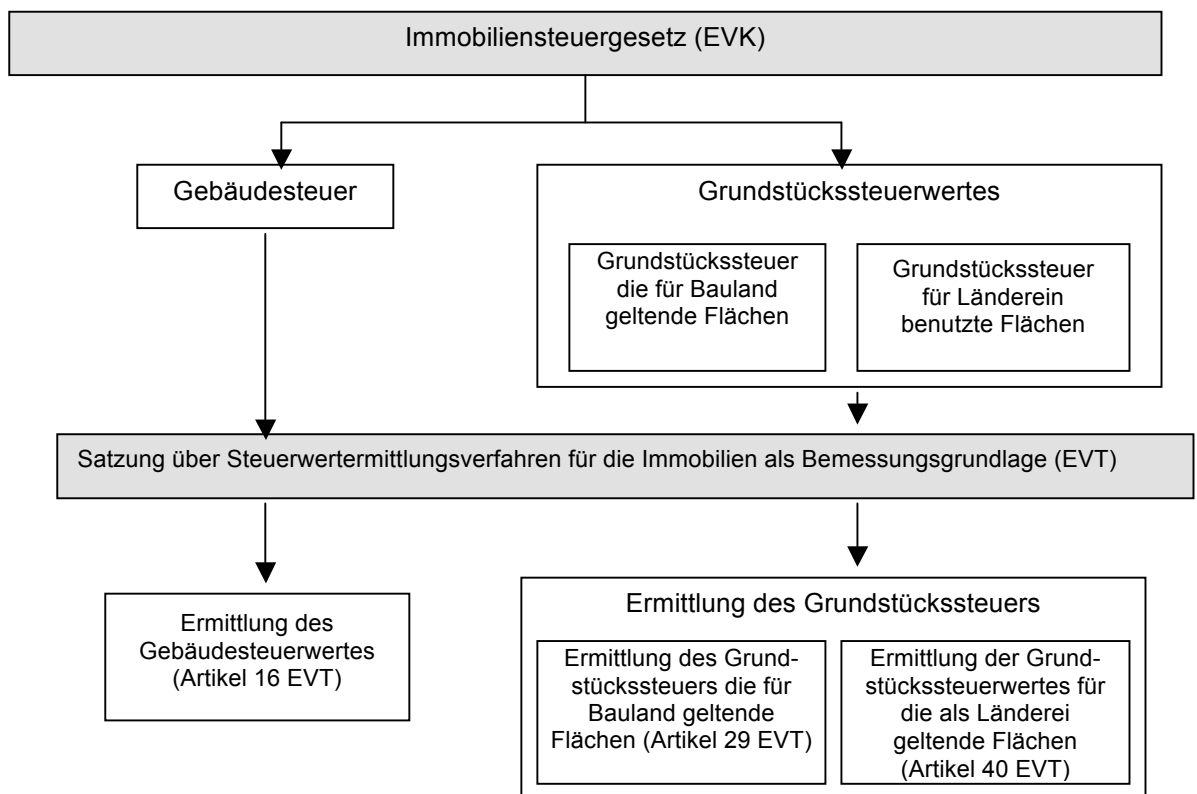 Immobiliensteuergesetz (EVK)
Gebäudesteuer
Grundstückssteuerwertes
Grundstückssteuer
die für Bauland
geltende Flächen
Grundstückssteuer
für Länderein
benutzte Flächen
Satzung über Steuerwertermittlungsverfahren für die Immobilien als Bemessungsgrundlage (EVT)
Ermittlung des
Gebäudesteuerwertes
(Artikel 16 EVT)
Ermittlung des Grundstückssteuers
Ermittlung des Grund-
stückssteuers die für
Bauland geltende
Flächen (Artikel 29 EVT)
Ermittlung der Grund-
stückssteuerwertes für
die als Länderei
geltende Flächen
(Artikel 40 EVT)